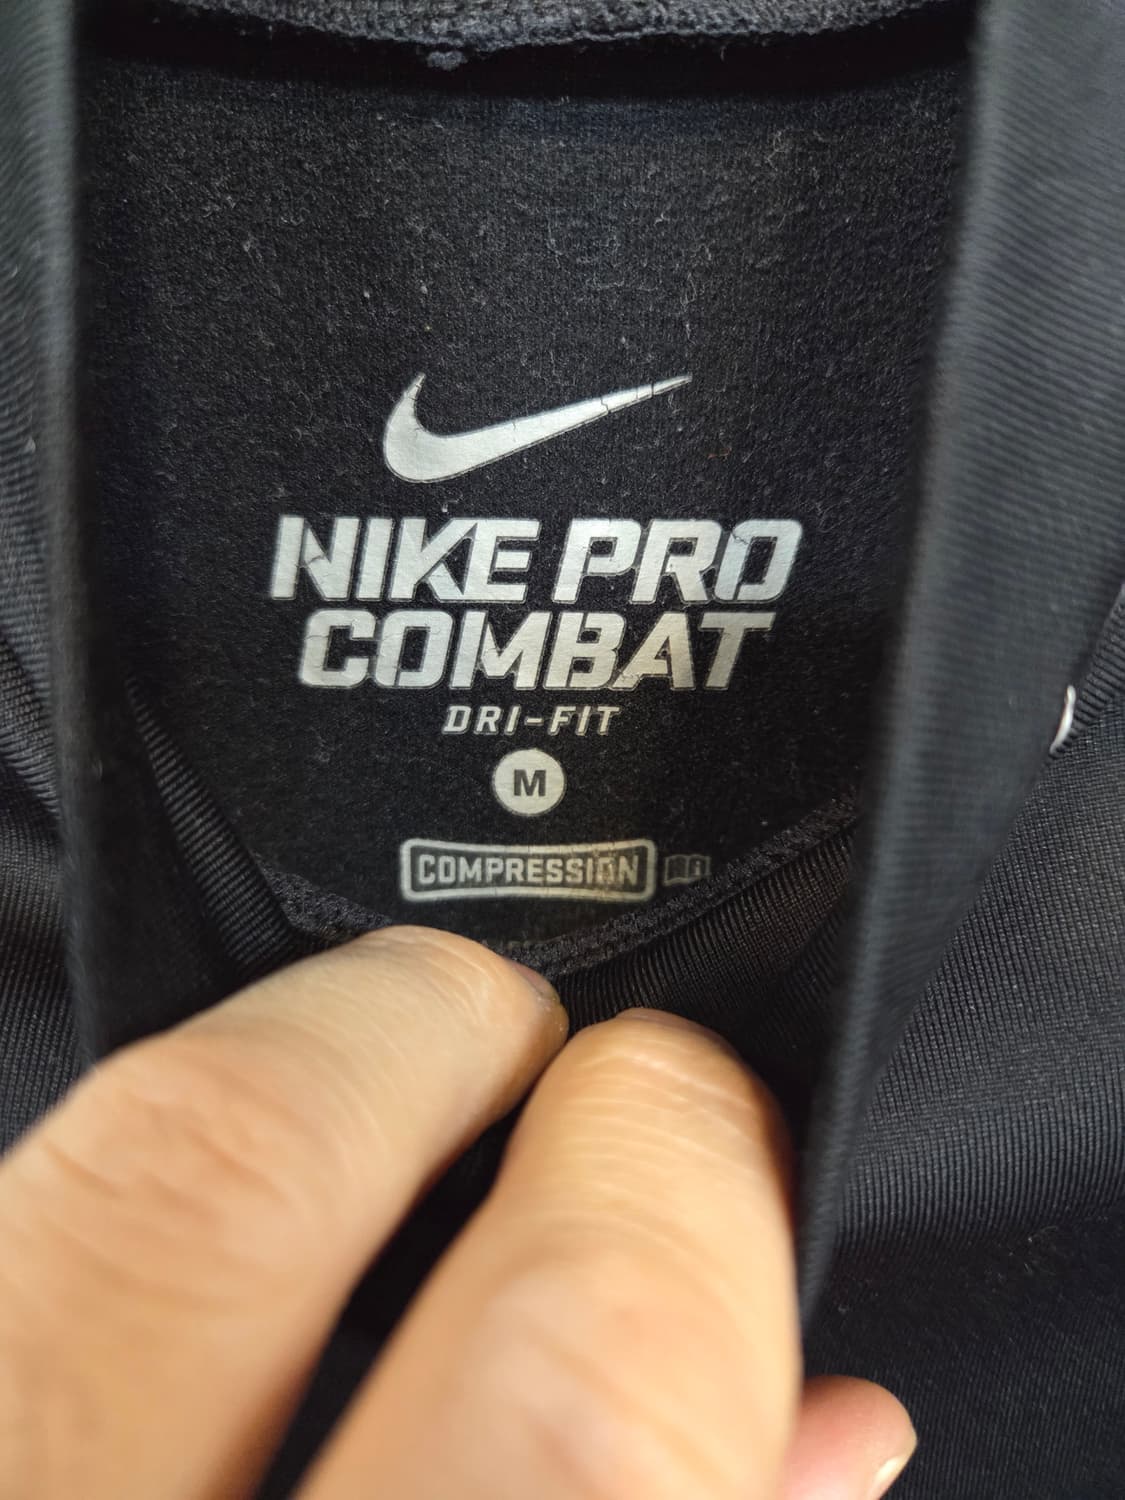 NIKE PRO
COMBAT
DRI-FIT
M
COMPRESSION